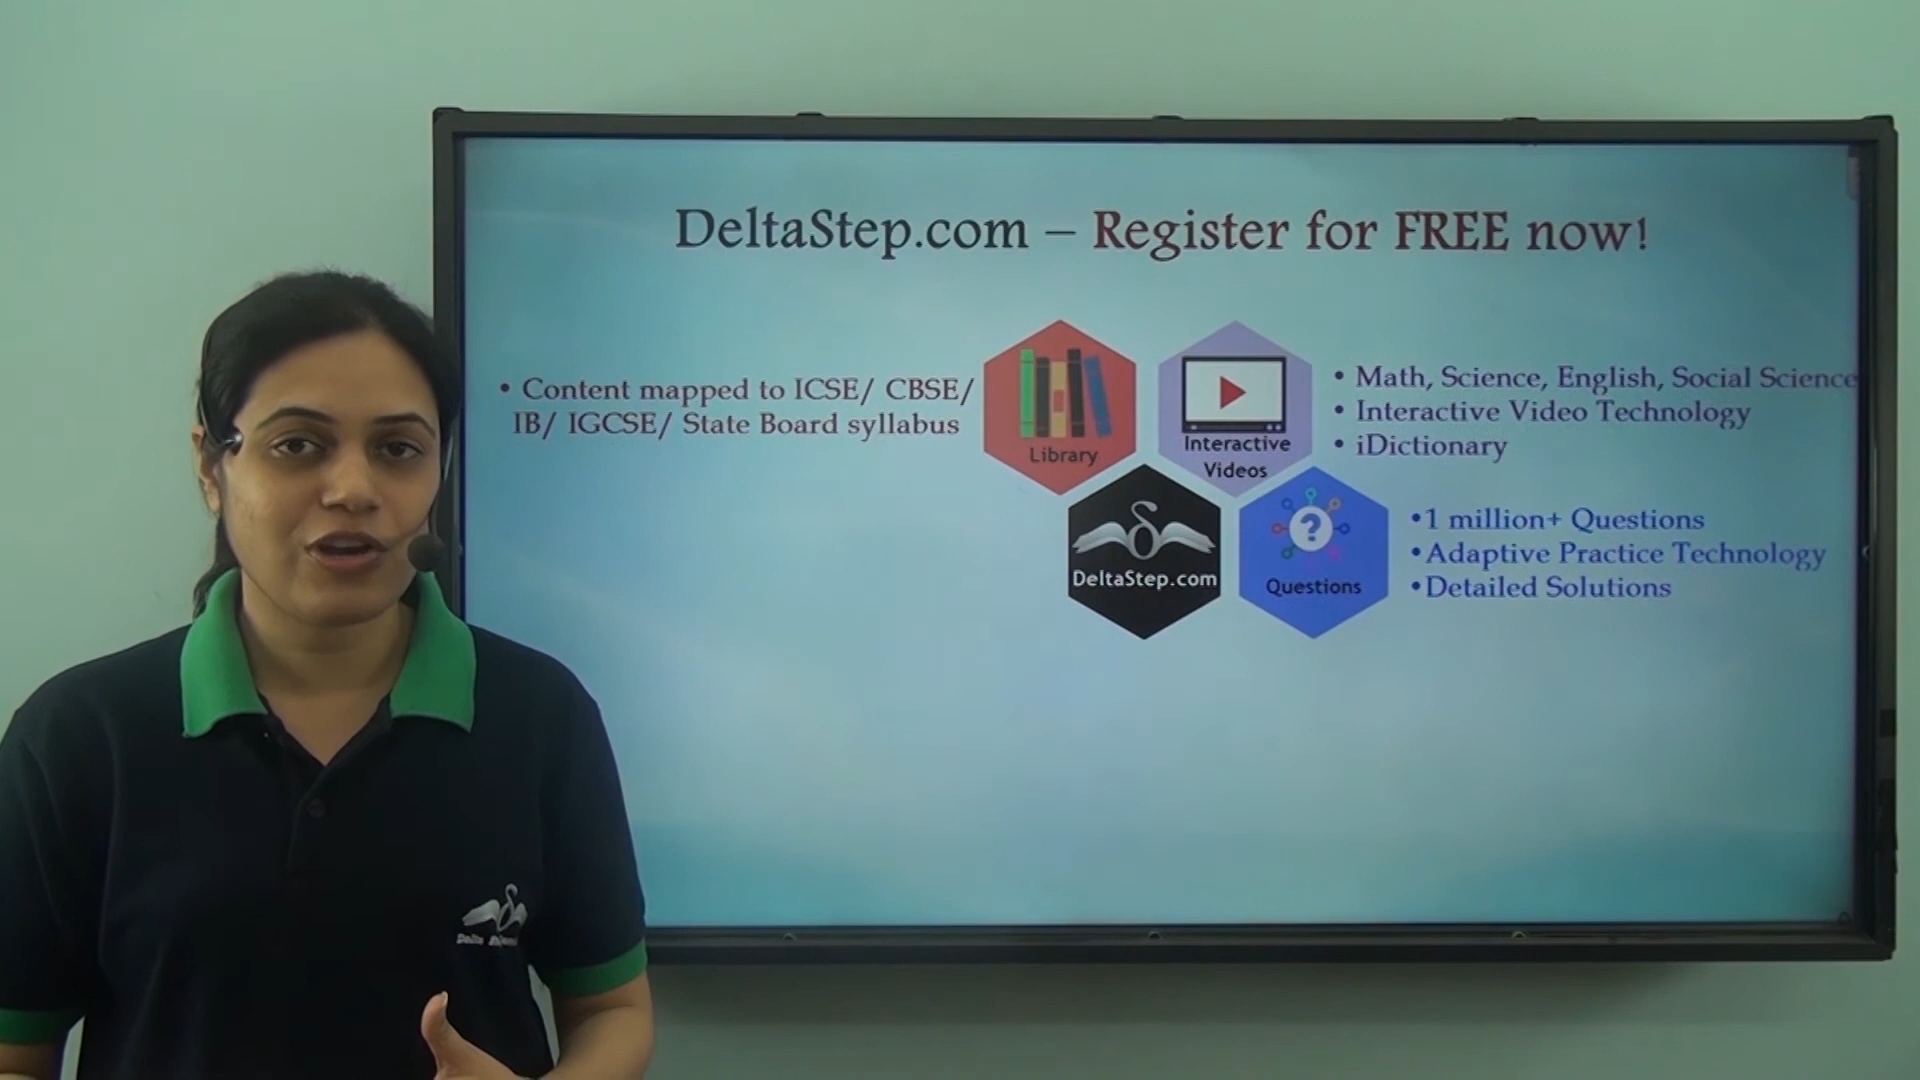 DeltaStep.com – Register for FREE now!
• Content mapped to ICSE/ CBSE/
IB/ IGCSE/ State Board syllabus
Library
Interactive
Videos
• Math, Science, English, Social Science
• Interactive Video Technology
• iDictionary
DeltaStep.com
Questions
•1 million+ Questions
•Adaptive Practice Technology
•Detailed Solutions
Delta